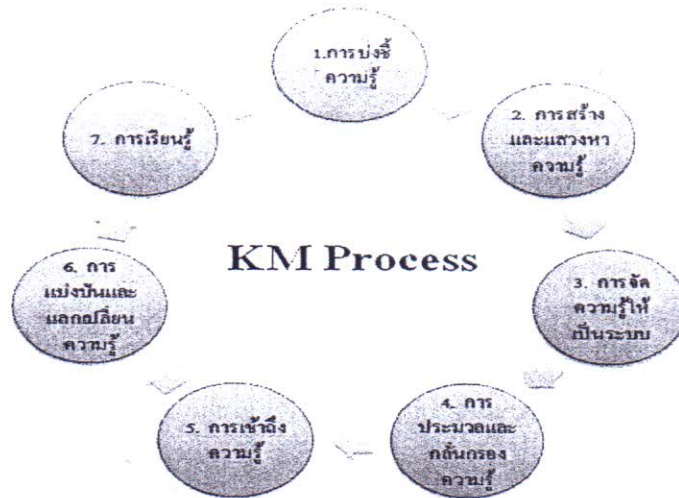 1.การบ่งชี้
ความรู้
2. การสร้าง
และแสวงหา
ความรู้
3. การจัด
ความรู้ให้
เป็นระบบ
4. การ
ประมวลและ
กลั่นกรอง
ความรู้
5. การเข้าถึง
ความรู้
6. การ
แบ่งปันและ
แลกเปลี่ยน
ความรู้
7. การเรียนรู้
KM Process